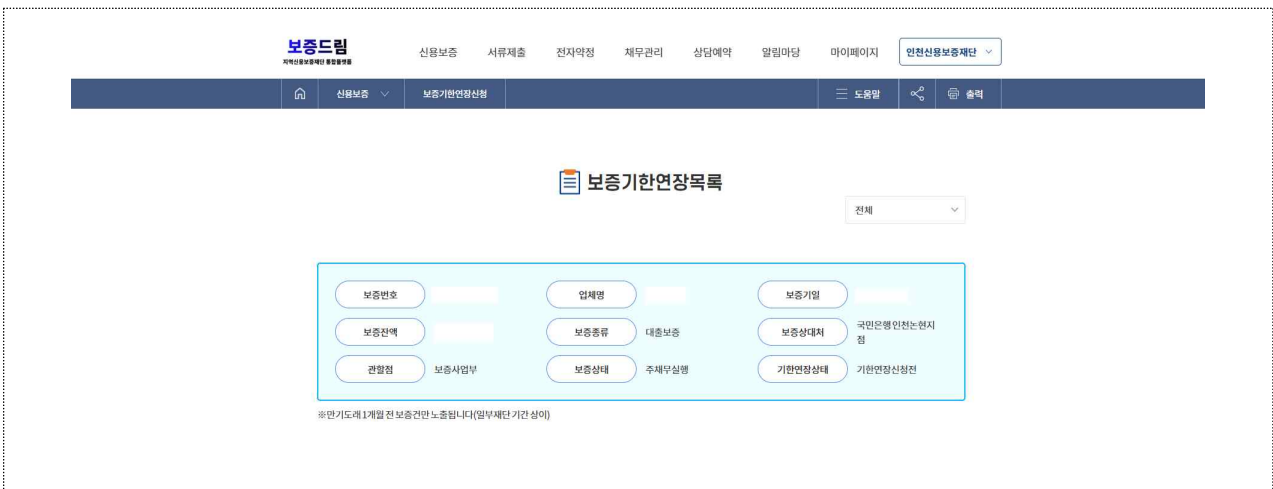 보증드림
지역신용보증재단 통합플랫폼
신용보증 서류제출 전자약정 채무관리 상담예약 알림마당 마이페이지 인천신용보증재단
신용보증 보증기한연장신청 도움말 출력
보증기한연장목록
전체
보증번호 업체명 보증기일
보증잔액 보증종류 대출보증 보증상대처 국민은행인천논현지
점
관할점 보증사업부 보증상태 주채무실행 기한연장상태 기한연장신청전
※만기도래 1개월 전 보증건만 노출됩니다(일부재단 기간 상이)